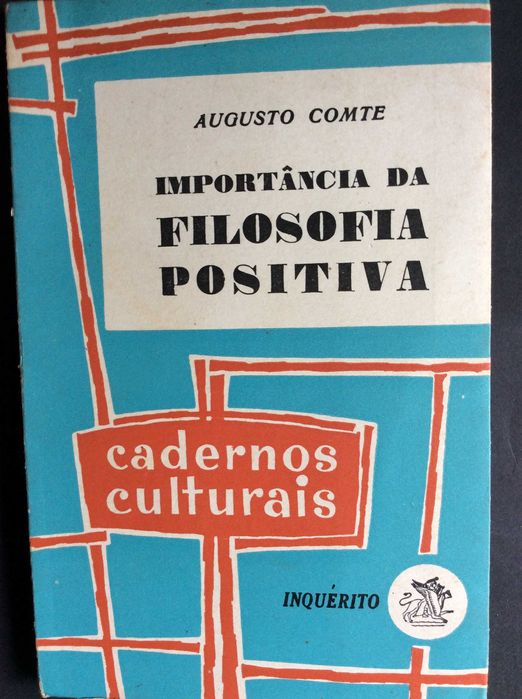 AUGUSTO COMTE
IMPORTÂNCIA DA
FILOSOFIA
POSITIVA
cadernos
culturais
INQUÉRITO